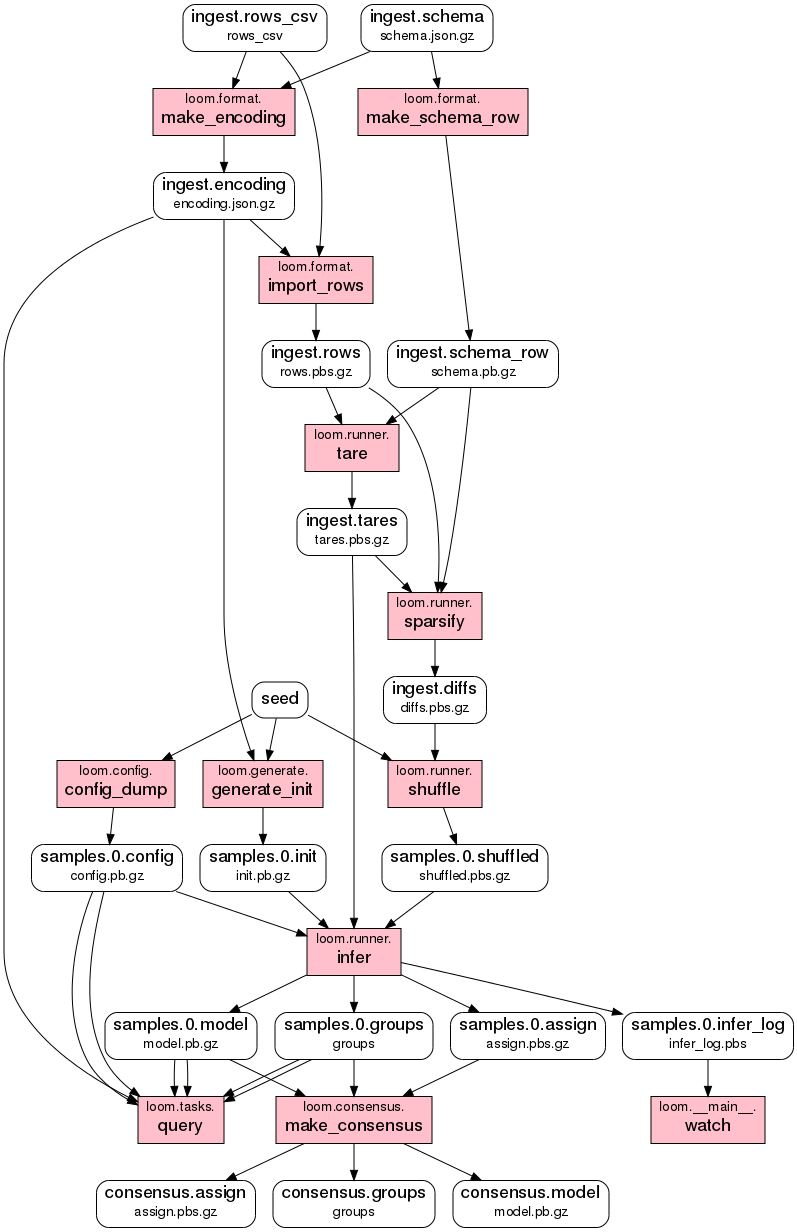 ingest.rows_csv
rows_csv
ingest.schema
schema.json.gz
loom.format.
make_encoding
loom.format.
make_schema_row
ingest.encoding
encoding.json.gz
loom.format.
import_rows
ingest.rows
rows.pbs.gz
ingest.schema_row
schema.pb.gz
loom.runner.
tare
ingest.tares
tares.pbs.gz
loom.runner.
sparsify
ingest.diffs
diffs.pbs.gz
seed
loom.config.
config_dump
loom.generate.
generate_init
loom.runner.
shuffle
samples.0.config
config.pb.gz
samples.0.init
init.pb.gz
samples.0.shuffled
shuffled.pbs.gz
loom.runner.
infer
samples.0.model
model.pb.gz
samples.0.groups
groups
samples.0.assign
assign.pbs.gz
samples.0.infer_log
infer_log.pbs
loom.tasks.
query
loom.consensus.
make_consensus
loom.__main__.
watch
consensus.assign
assign.pbs.gz
consensus.groups
groups
consensus.model
model.pb.gz